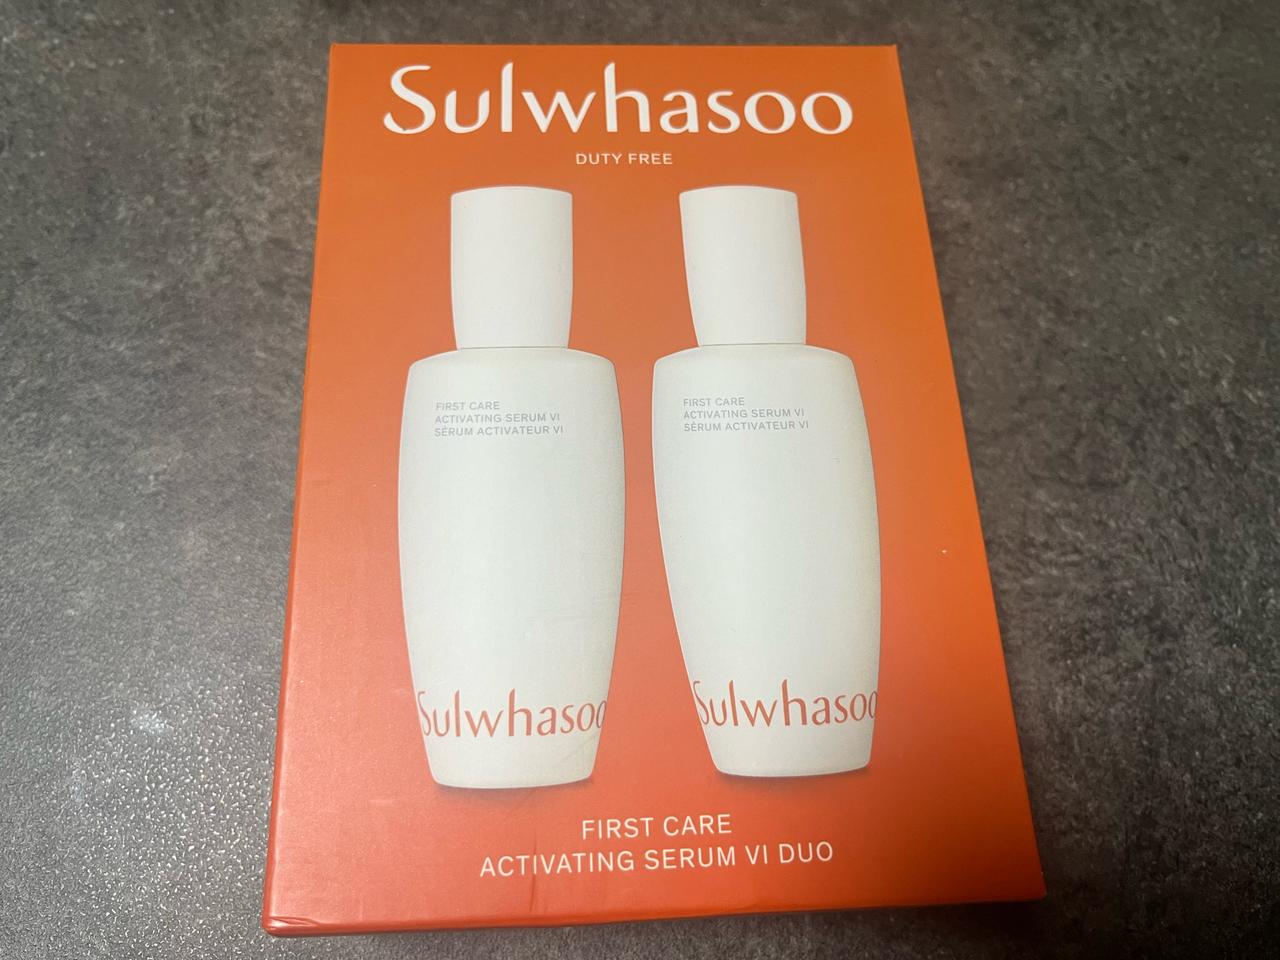 Sulwhasoo
DUTY FREE
FIRST CARE
ACTIVATING SERUM VI
SÉRUM ACTIVATEUR VI
Sulwhasoo
FIRST CARE
ACTIVATING SERUM VI
SÉRUM ACTIVATEUR VI
Sulwhasoo
FIRST CARE
ACTIVATING SERUM VI DUO